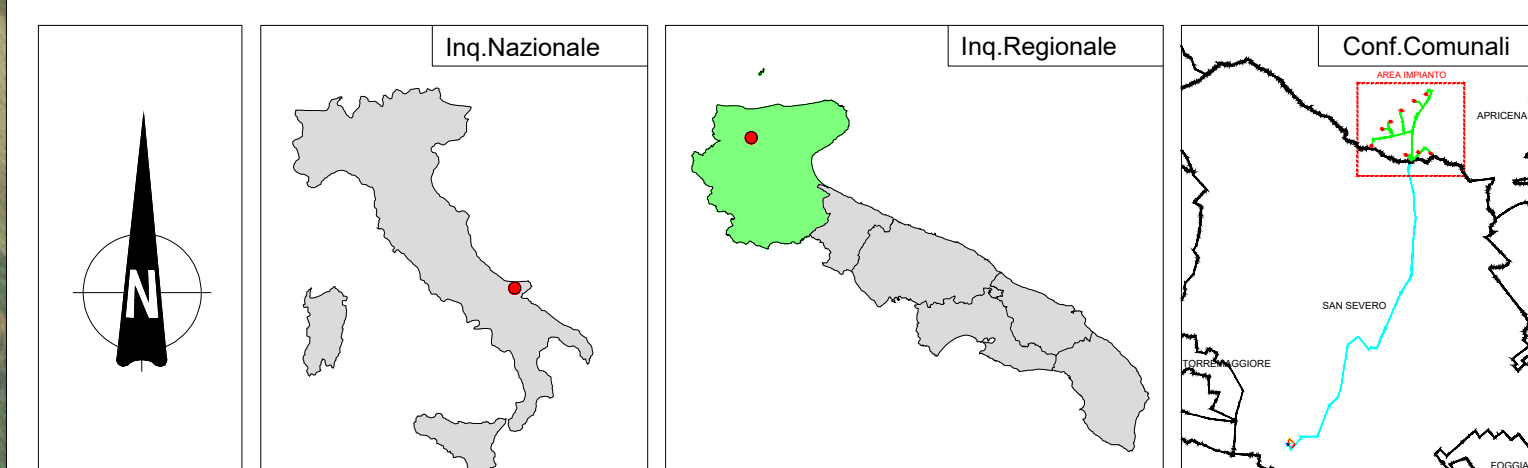 N
Inq.Nazionale
Inq.Regionale
Conf.Comunali
AREA IMPIANTO
APRICENA
SAN SEVERO
TORREMAGGIORE
FOGGIA